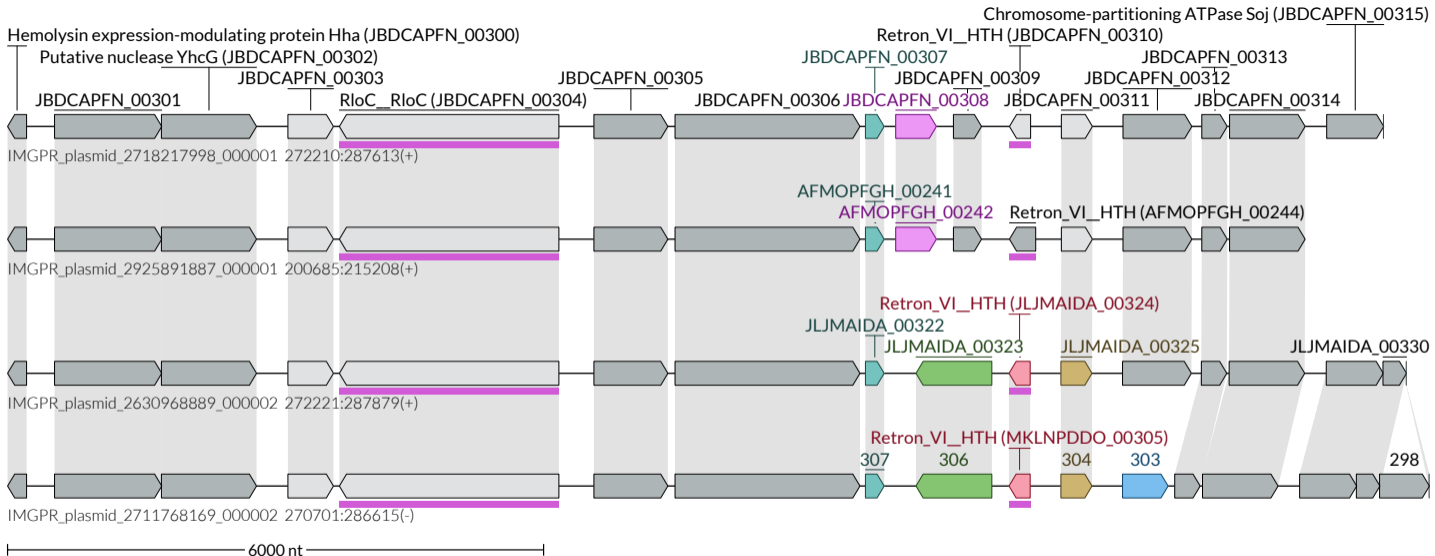 Chromosome-partitioning ATPase Soj (JBDCAPFN_00315)
Hemolysin expression-modulating protein Hha (JBDCAPFN_00300)
Retron_VI__HTH (JBDCAPFN_00310)
Putative nuclease YhcG (JBDCAPFN_00302)
JBDCAPFN_00307
JBDCAPFN_00313
JBDCAPFN_00303
JBDCAPFN_00305
JBDCAPFN_00309
JBDCAPFN_00312
JBDCAPFN_00301
RloC__RloC (JBDCAPFN_00304)
JBDCAPFN_00306
JBDCAPFN_00308
JBDCAPFN_00311
JBDCAPFN_00314
IMGPR_plasmid_2718217998_000001 272210:287613(+)
AFMOPFGH_00241
AFMOPFGH_00242
Retron_VI__HTH (AFMOPFGH_00244)
IMGPR_plasmid_2925891887_000001 200685:215208(+)
Retron_VI__HTH (JLJMAIDA_00324)
JLJMAIDA_00322
JLJMAIDA_00323
JLJMAIDA_00325
JLJMAIDA_00330
IMGPR_plasmid_2630968889_000002 272221:287879(+)
Retron_VI__HTH (MKLNPDDO_00305)
307
306
304
303
298
IMGPR_plasmid_2711768169_000002 270701:286615(-)
6000 nt